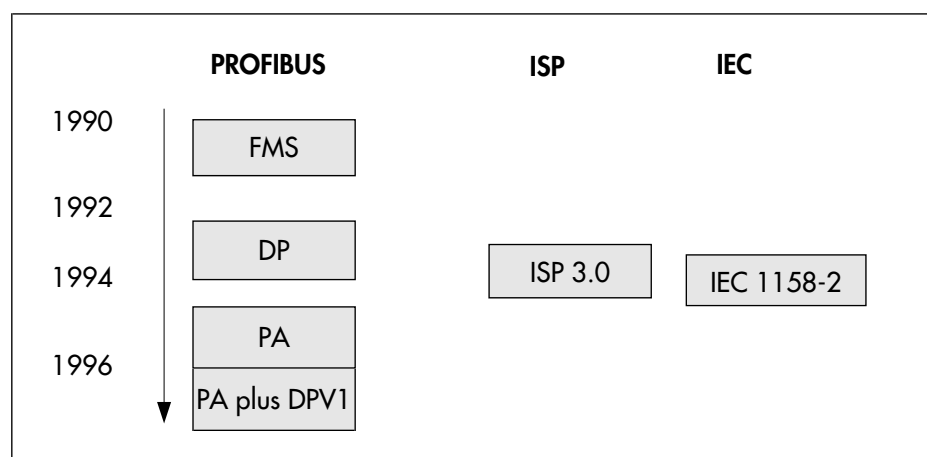 PROFIBUS ISP IEC
1990
FMS
1992
DP
1994 ISP 3.0 IEC 1158-2
PA
1996
PA plus DPV1